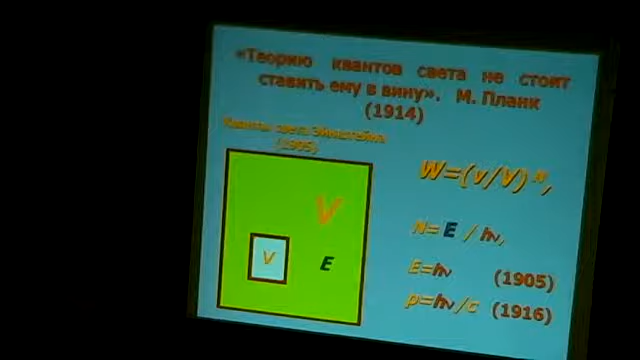 «Теорию квантов света не стоит
ставить ему в вину». М. Планк
(1914)
Кванты света Эйнштейна
(1905)
V
v
E
W=(v/V)ᴺ,
N=E/hν,
E=hν (1905)
p=hν/c (1916)